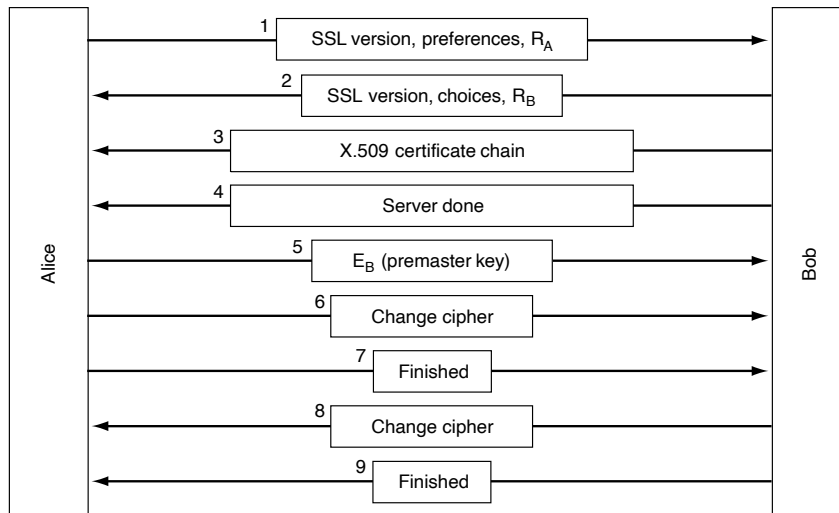 Alice
Bob
1
SSL version, preferences, R_A
2
SSL version, choices, R_B
3
X.509 certificate chain
4
Server done
5
E_B (premaster key)
6
Change cipher
7
Finished
8
Change cipher
9
Finished